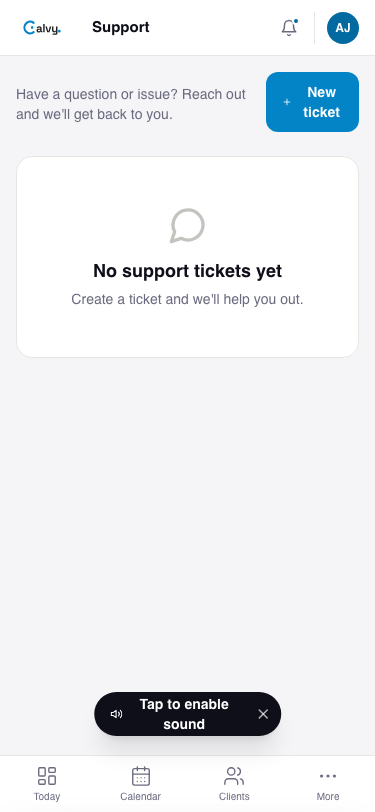 Calvy.
Support
AJ
Have a question or issue? Reach out
and we'll get back to you.
+ New
ticket
No support tickets yet
Create a ticket and we'll help you out.
Tap to enable
sound
Today
Calendar
Clients
More